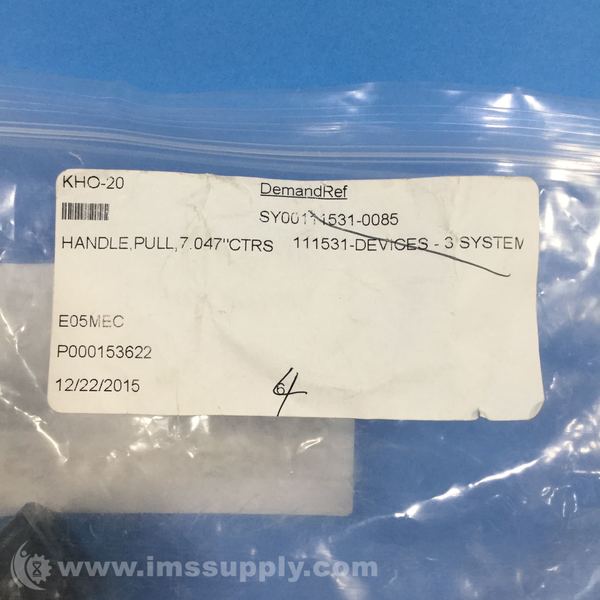 KHO-20
DemandRef
SY00111531-0085
HANDLE,PULL,7.047"CTRS 111531-DEVICES - 3 SYSTEM
E05MEC
P000153622
12/22/2015
4
www.imssupply.com